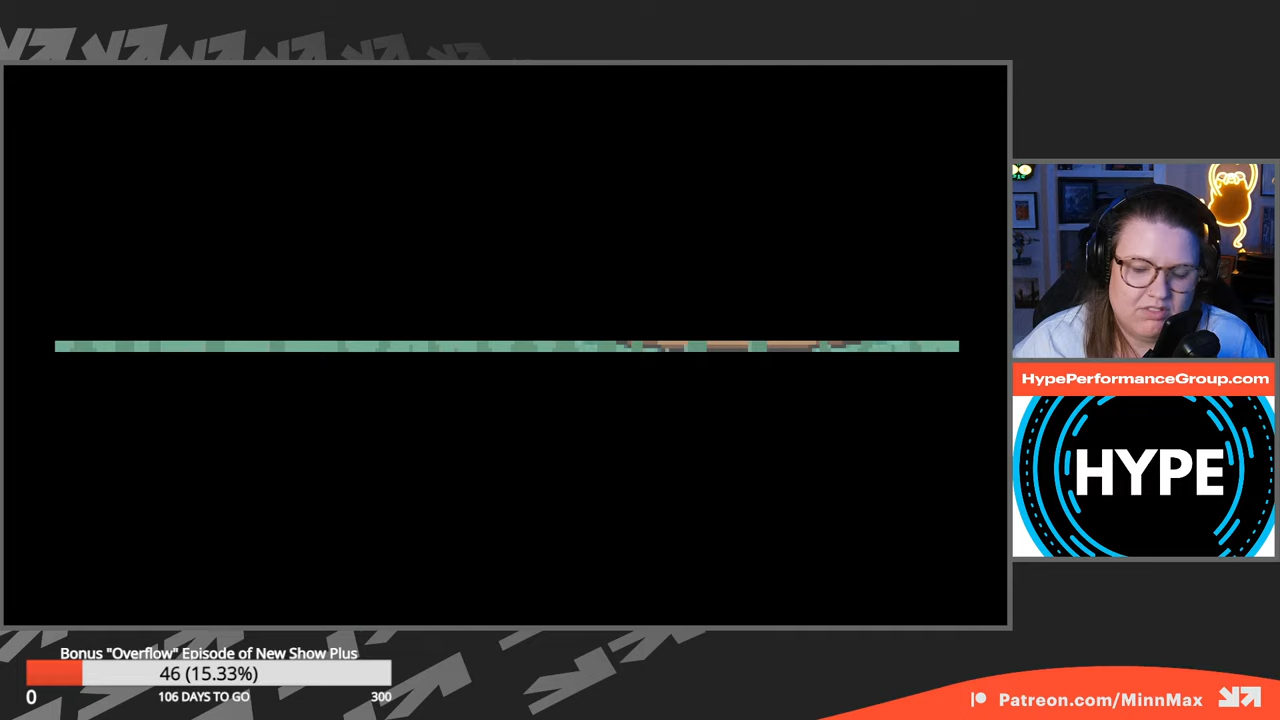 HypePerformanceGroup.com
HYPE
Bonus "Overflow" Episode of New Show Plus
46 (15.33%)
0
106 DAYS TO GO
300
Patreon.com/MinnMax